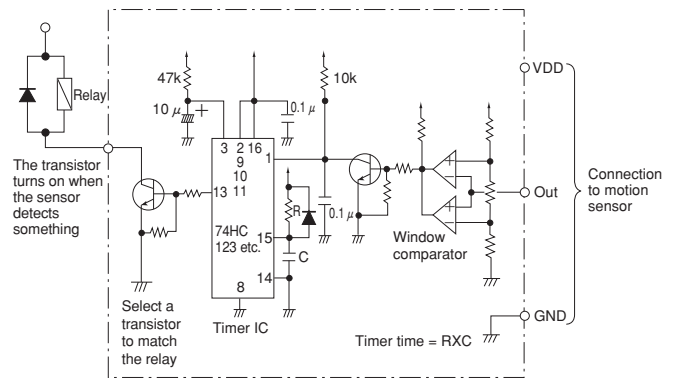 Relay
The transistor
turns on when
the sensor
detects
something
47k
10 μ
+
0.1 μ
10k
3 2 16
9
10
11
1
13
74HC
123 etc.
15
14
8
R
C
0.1 μ
Timer IC
Select a
transistor
to match
the relay
+
−
+
−
Window
comparator
Timer time = RXC
VDD
Out
GND
Connection
to motion
sensor